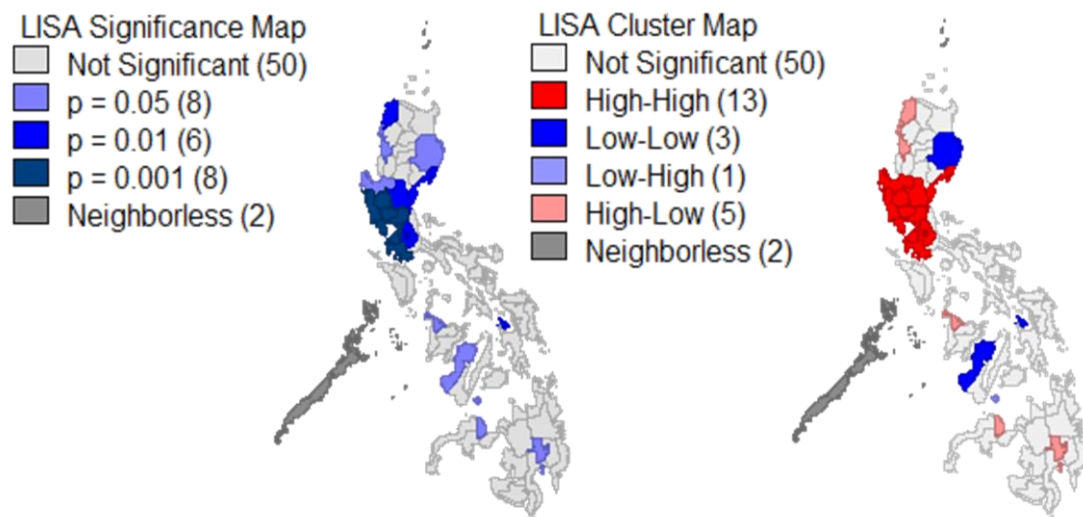 LISA Significance Map
Not Significant (50)
p = 0.05 (8)
p = 0.01 (6)
p = 0.001 (8)
Neighborless (2)
LISA Cluster Map
Not Significant (50)
High-High (13)
Low-Low (3)
Low-High (1)
High-Low (5)
Neighborless (2)